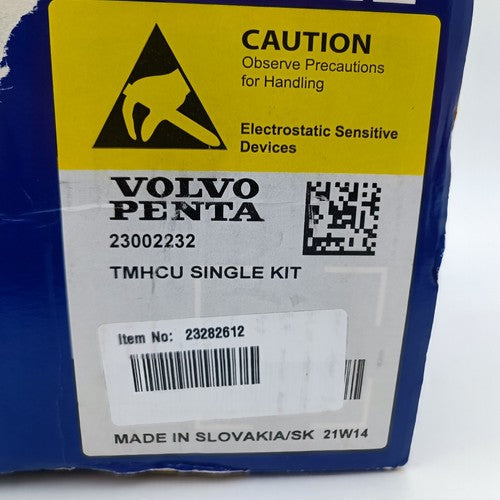 CAUTION
Observe Precautions
for Handling
Electrostatic Sensitive
Devices
VOLVO
PENTA
23002232
TMHCU SINGLE KIT
Item No: 23282612
MADE IN SLOVAKIA/SK 21W14